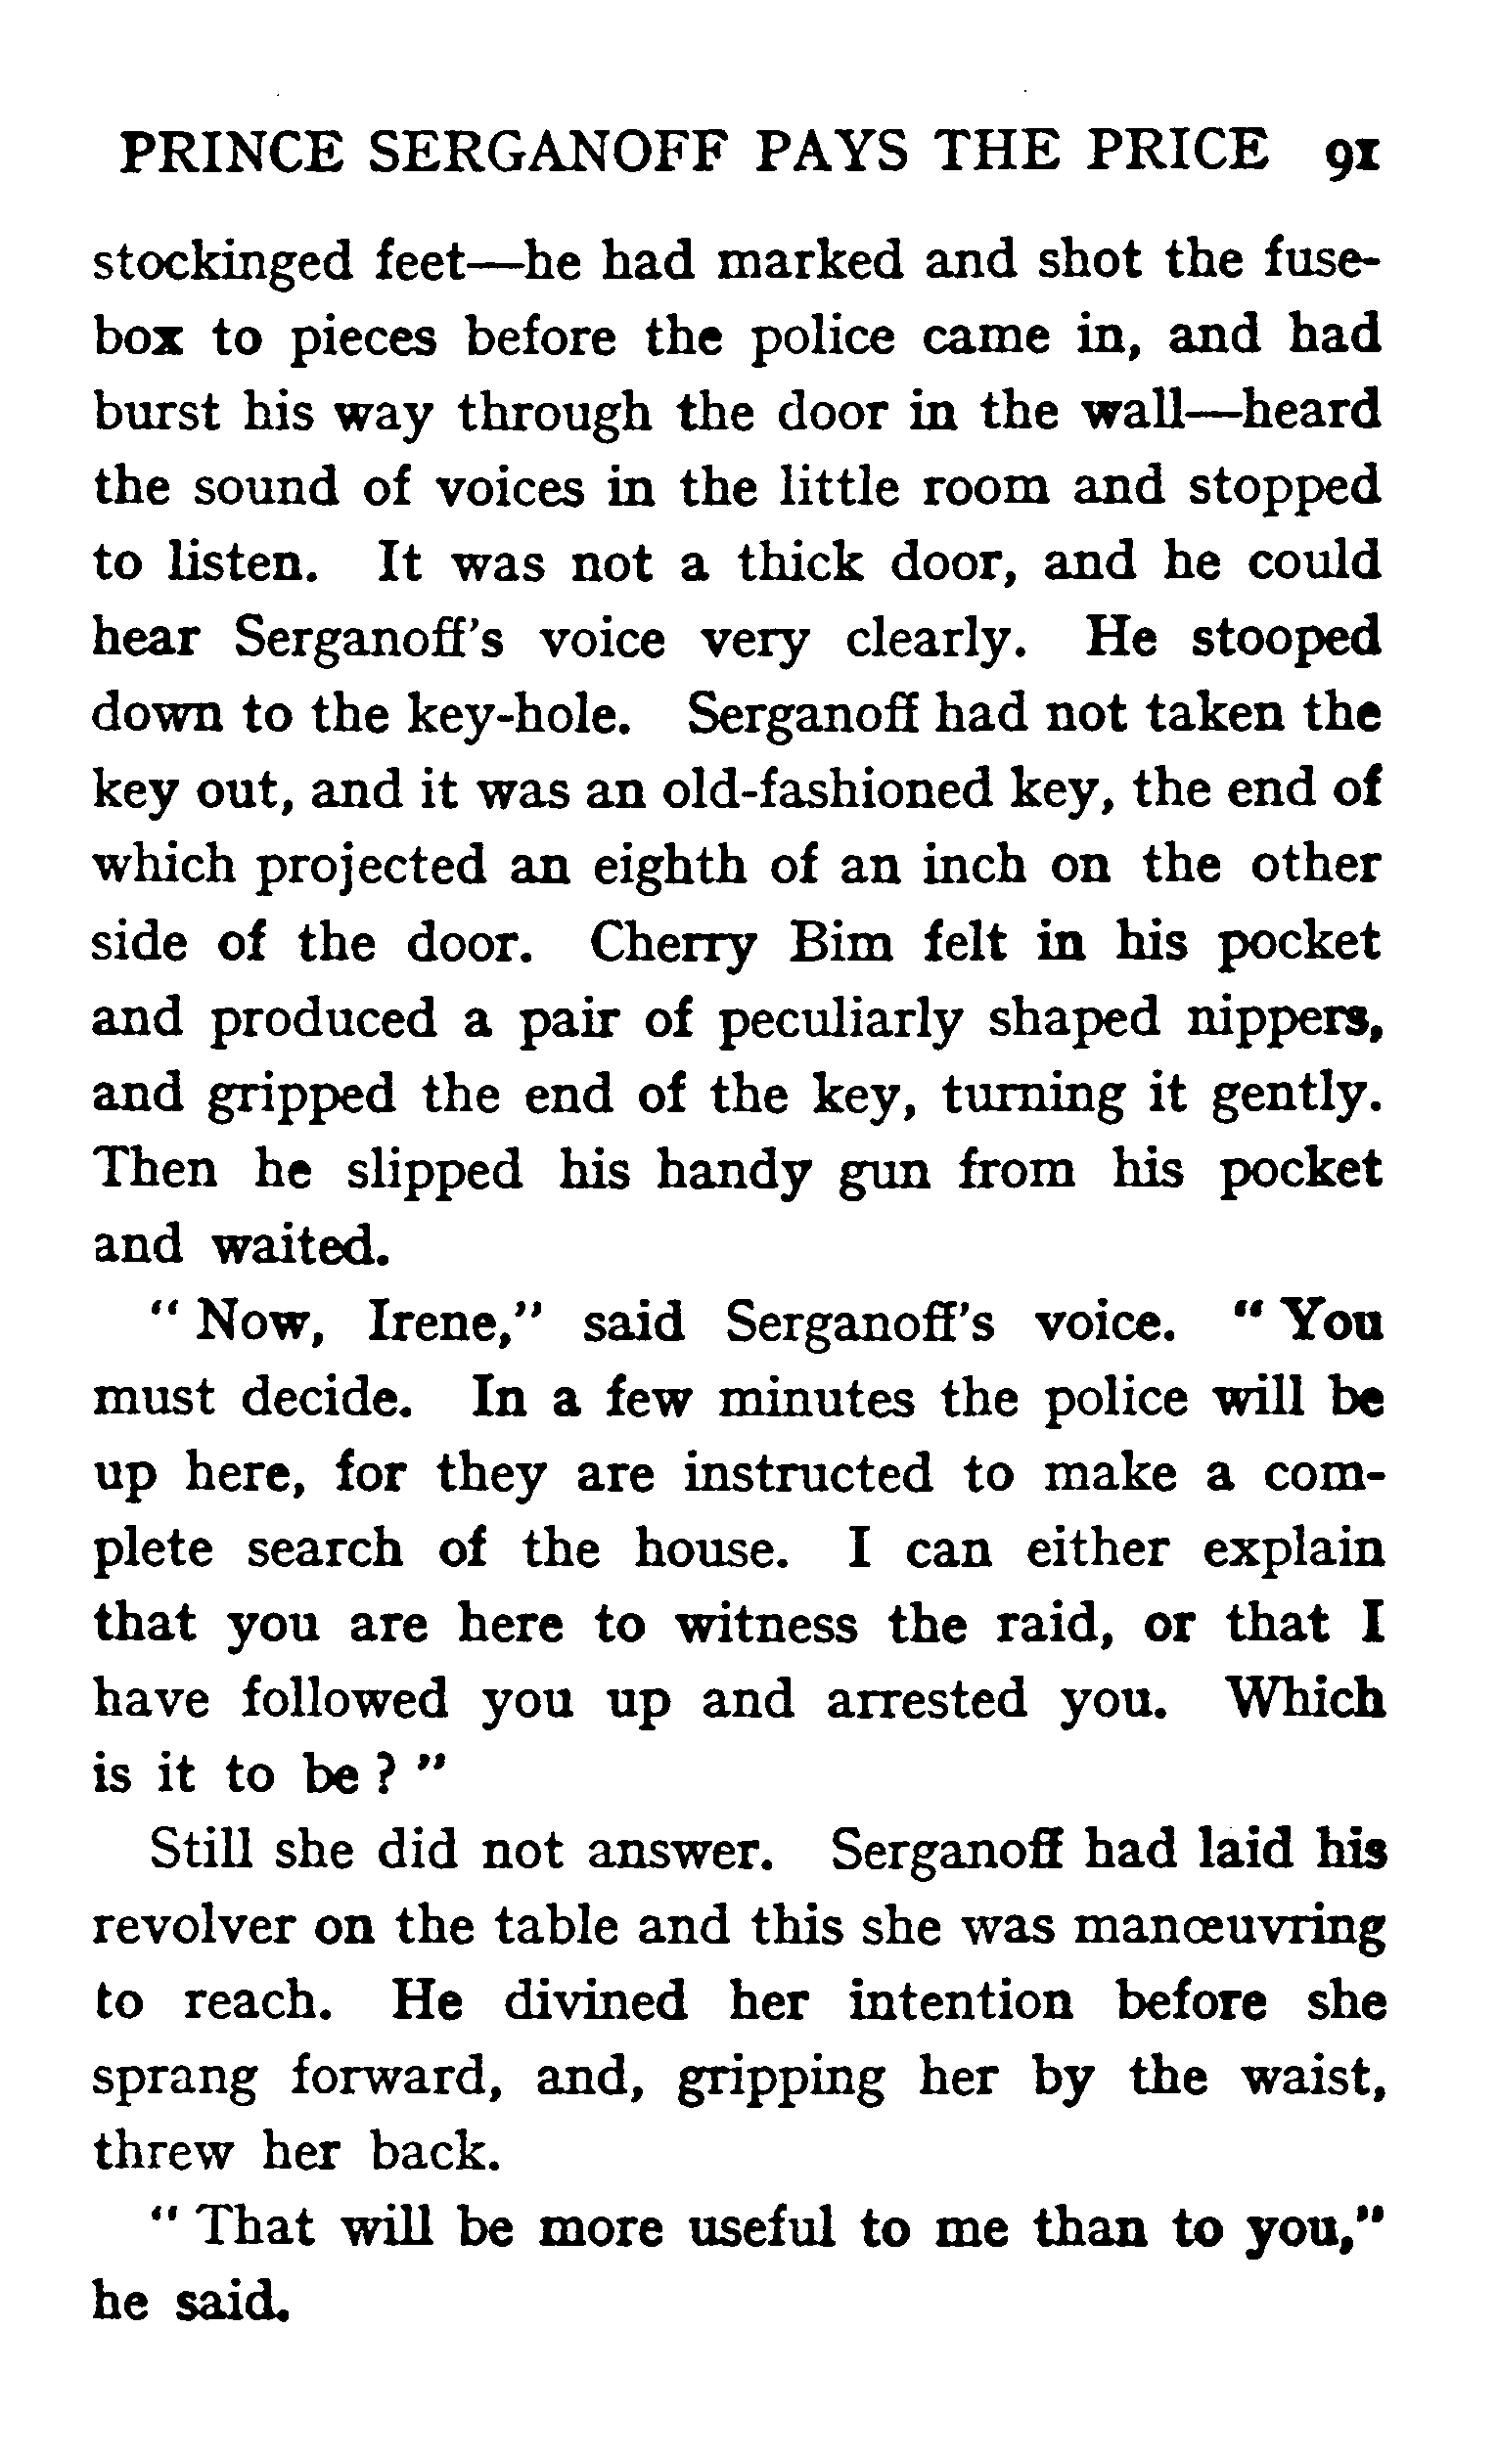 PRINCE SERGANOFF PAYS THE PRICE 91
stockinged feet—he had marked and shot the fuse-
box to pieces before the police came in, and had
burst his way through the door in the wall—heard
the sound of voices in the little room and stopped
to listen. It was not a thick door, and he could
hear Serganoff's voice very clearly. He stooped
down to the key-hole. Serganoff had not taken the
key out, and it was an old-fashioned key, the end of
which projected an eighth of an inch on the other
side of the door. Cherry Bim felt in his pocket
and produced a pair of peculiarly shaped nippers,
and gripped the end of the key, turning it gently.
Then he slipped his handy gun from his pocket
and waited.
" Now, Irene," said Serganoff's voice. " You
must decide. In a few minutes the police will be
up here, for they are instructed to make a com-
plete search of the house. I can either explain
that you are here to witness the raid, or that I
have followed you up and arrested you. Which
is it to be ? "
Still she did not answer. Serganoff had laid his
revolver on the table and this she was manœuvring
to reach. He divined her intention before she
sprang forward, and, gripping her by the waist,
threw her back.
" That will be more useful to me than to you,"
he said.